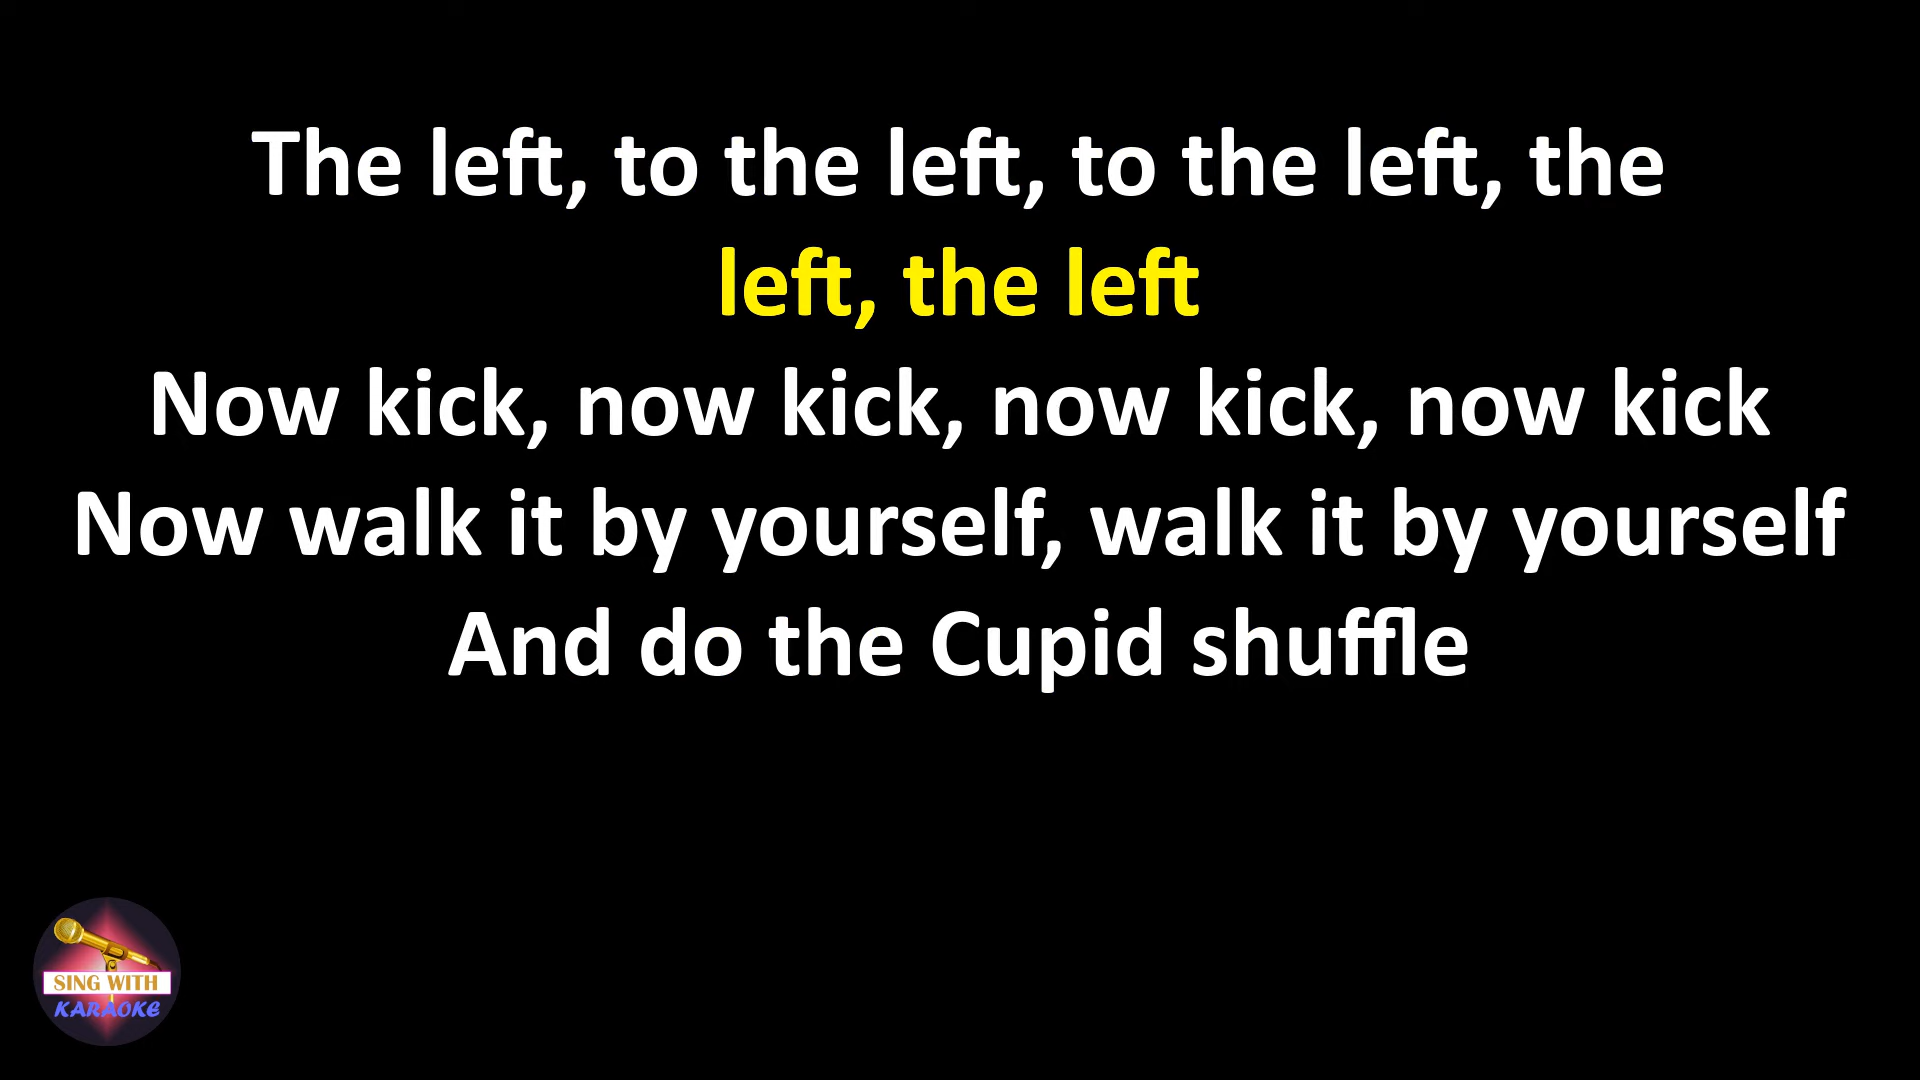 The left, to the left, to the left, the
left, the left
Now kick, now kick, now kick, now kick
Now walk it by yourself, walk it by yourself
And do the Cupid shuffle
SING WITH
KARAOKE